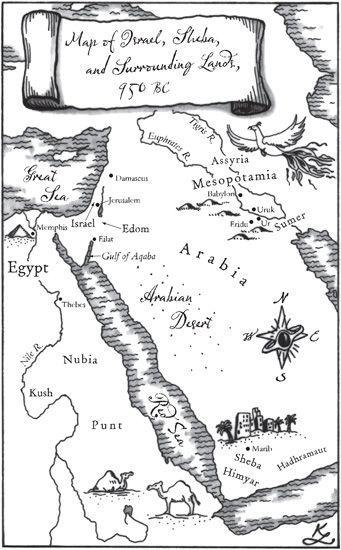 Map of Israel, Sheba,
and Surrounding Lands,
950 BC
Tigris R.
Euphrates R.
Assyria
Mesopotamia
Great
Sea
Damascus
Babylon
Jerusalem
Uruk
Israel
Edom
Eridu
Ur
Sumer
Memphis
Eilat
Egypt
Gulf of Aqaba
Arabia
Thebes
Arabian
Desert
N
W
E
S
Nile R.
Nubia
Kush
Red Sea
Punt
Marib
Sheba
Hadhramaut
Himyar
K